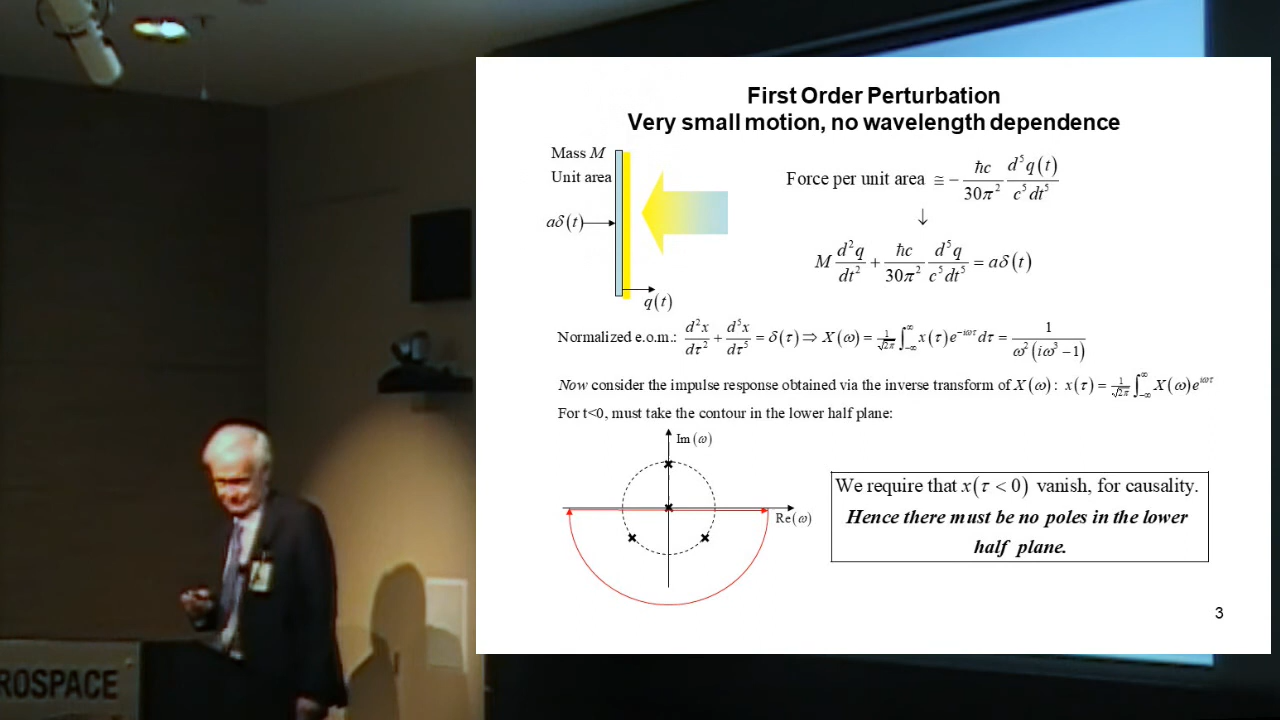 First Order Perturbation
Very small motion, no wavelength dependence
Mass M
Unit area
aδ(t)
q(t)
Force per unit area ≅ − ħc/30π² d⁵q(t)/c⁵dt⁵
↓
M d²q/dt² + ħc/30π² d⁵q/c⁵dt⁵ = aδ(t)
Normalized e.o.m.: d²x/dτ² + d⁵x/dτ⁵ = δ(τ) ⇒ X(ω) = 1/√2π ∫_{−∞}^{∞} x(τ)e^{−iωτ}dτ = 1/ω²(iω³−1)
Now consider the impulse response obtained via the inverse transform of X(ω): x(τ) = 1/√2π ∫_{−∞}^{∞} X(ω)e^{iωτ}
For t<0, must take the contour in the lower half plane:
Im(ω)
Re(ω)
We require that x(τ < 0) vanish, for causality.
Hence there must be no poles in the lower
half plane.
3
ROSPACE